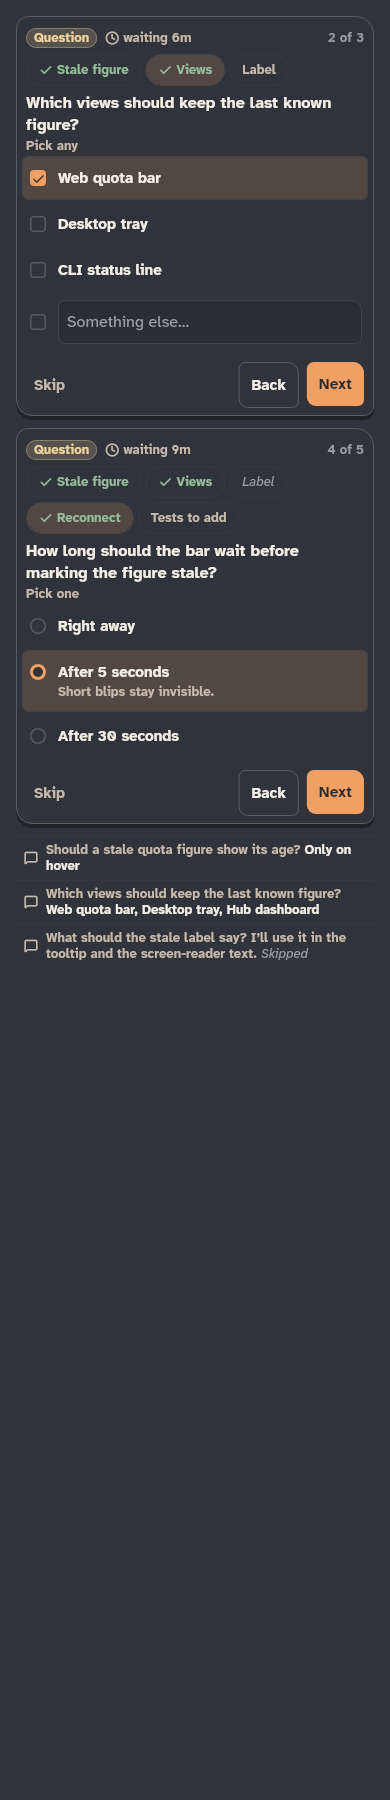 Question waiting 6m 2 of 3
Stale figure Views Label
Which views should keep the last known
figure?
Pick any
Web quota bar
Desktop tray
CLI status line
Something else...
Skip Back Next
Question waiting 9m 4 of 5
Stale figure Views Label
Reconnect Tests to add
How long should the bar wait before
marking the figure stale?
Pick one
Right away
After 5 seconds
Short blips stay invisible.
After 30 seconds
Skip Back Next
Should a stale quota figure show its age? Only on
hover
Which views should keep the last known figure?
Web quota bar, Desktop tray, Hub dashboard
What should the stale label say? I'll use it in the
tooltip and the screen-reader text. Skipped